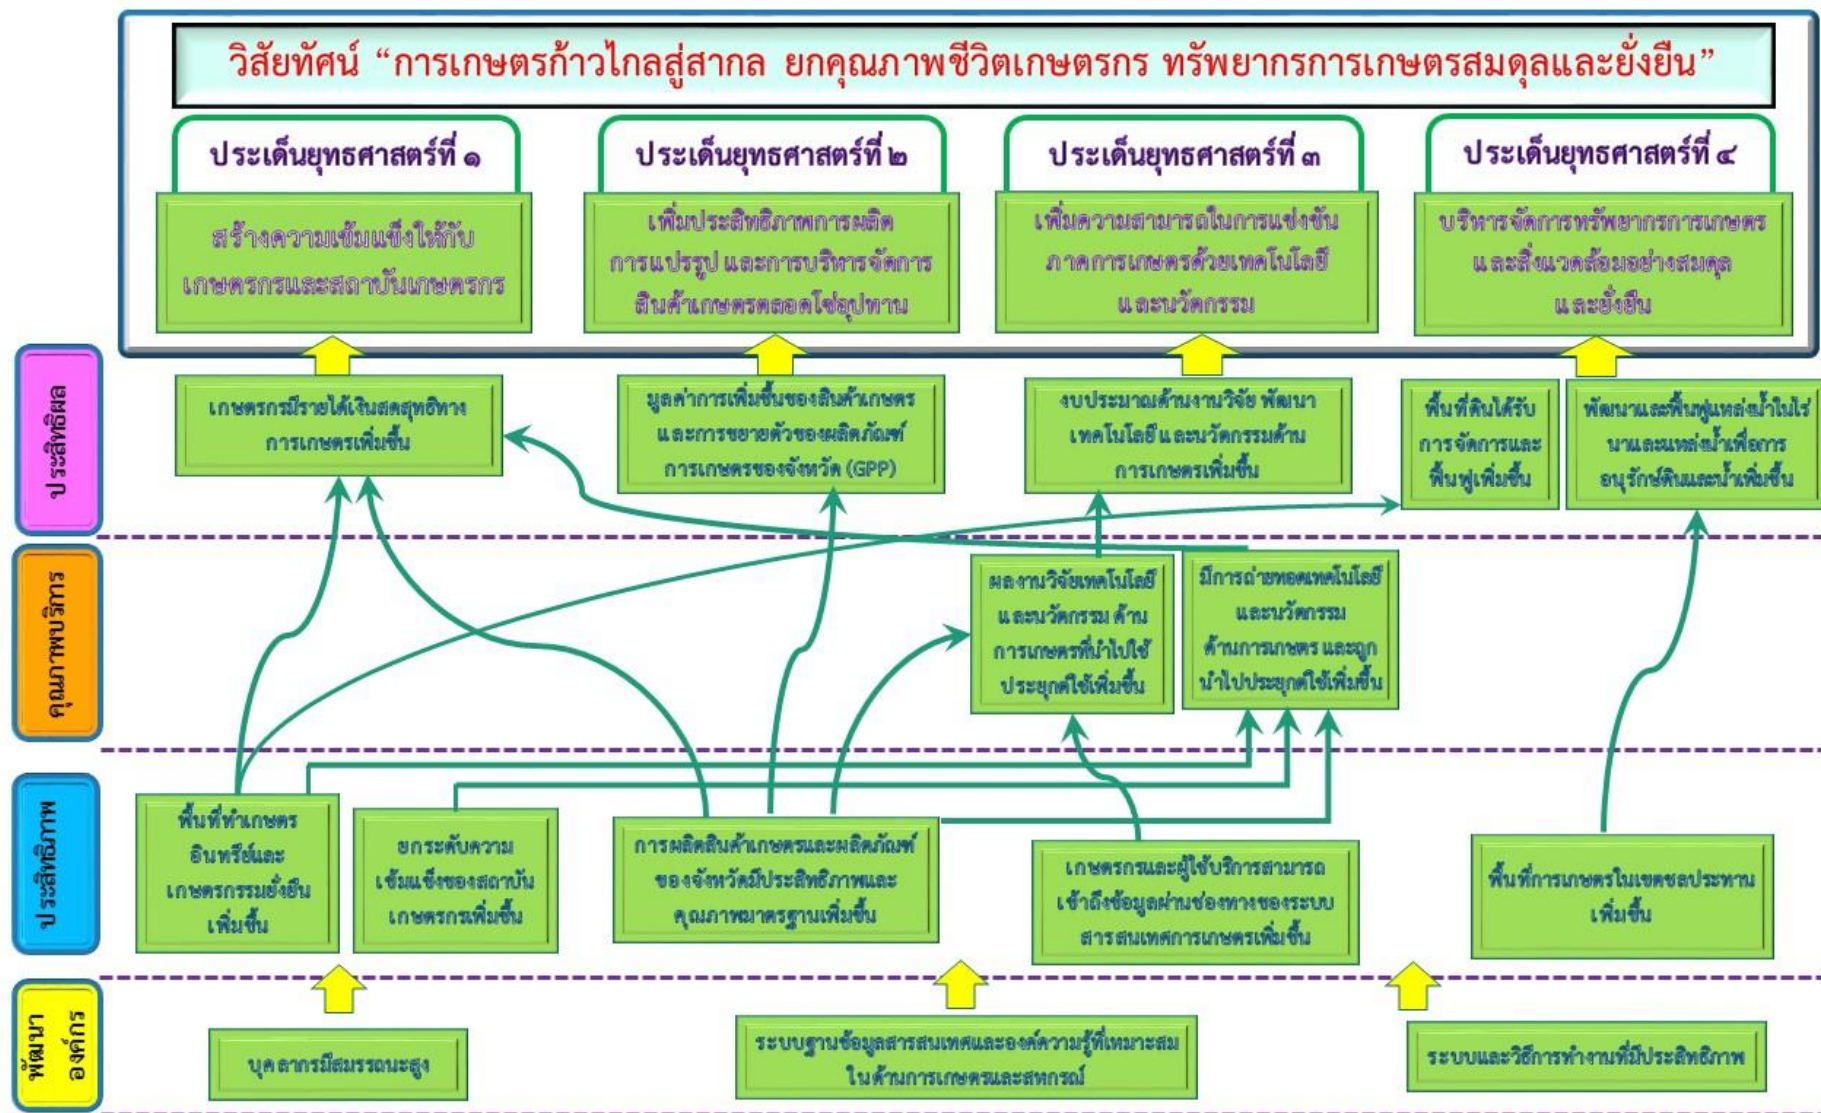 วิสัยทัศน์ “การเกษตรก้าวไกลสู่สากล ยกคุณภาพชีวิตเกษตรกร ทรัพยากรการเกษตรสมดุลและยั่งยืน”
ประเด็นยุทธศาสตร์ที่ ๑
สร้างความเข้มแข็งให้กับ
เกษตรกรและสถาบันเกษตรกร
ประเด็นยุทธศาสตร์ที่ ๒
เพิ่มประสิทธิภาพการผลิต
การแปรรูป และการบริหารจัดการ
สินค้าเกษตรตลอดโซ่อุปทาน
ประเด็นยุทธศาสตร์ที่ ๓
เพิ่มความสามารถในการแข่งขัน
ภาคการเกษตรด้วยเทคโนโลยี
และนวัตกรรม
ประเด็นยุทธศาสตร์ที่ ๔
บริหารจัดการทรัพยากรการเกษตร
และสิ่งแวดล้อมอย่างสมดุล
และยั่งยืน
ประสิทธิผล
เกษตรกรมีรายได้เงินสดสุทธิทาง
การเกษตรเพิ่มขึ้น
มูลค่าการเพิ่มขึ้นของสินค้าเกษตร
และการขยายตัวของผลิตภัณฑ์
การเกษตรของจังหวัด (GPP)
งบประมาณด้านงานวิจัย พัฒนา
เทคโนโลยี และนวัตกรรมด้าน
การเกษตรเพิ่มขึ้น
พื้นที่ดินได้รับ
การจัดการและ
ฟื้นฟูเพิ่มขึ้น
พัฒนาและฟื้นฟูแหล่งน้ำในไร่
นาและแหล่งน้ำเพื่อการ
อนุรักษ์ดินและน้ำเพิ่มขึ้น
คุณภาพบริการ
ผลงานวิจัยเทคโนโลยี
และนวัตกรรม ด้าน
การเกษตรที่นำไปใช้
ประยุกต์ใช้เพิ่มขึ้น
มีการถ่ายทอดเทคโนโลยี
และนวัตกรรม
ด้านการเกษตร และถูก
นำไปประยุกต์ใช้เพิ่มขึ้น
ประสิทธิภาพ
พื้นที่ทำเกษตร
อินทรีย์และ
เกษตรกรรมยั่งยืน
เพิ่มขึ้น
ยกระดับความ
เข้มแข็งของสถาบัน
เกษตรกรเพิ่มขึ้น
การผลิตสินค้าเกษตรและผลิตภัณฑ์
ของจังหวัดมีประสิทธิภาพและ
คุณภาพมาตรฐานเพิ่มขึ้น
เกษตรกรและผู้ใช้บริการสามารถ
เข้าถึงข้อมูลผ่านช่องทางของระบบ
สารสนเทศการเกษตรเพิ่มขึ้น
พื้นที่การเกษตรในเขตชลประทาน
เพิ่มขึ้น
พัฒนา
องค์กร
บุคลากรมีสมรรถนะสูง
ระบบฐานข้อมูลสารสนเทศและองค์ความรู้ที่เหมาะสม
ในด้านการเกษตรและสหกรณ์
ระบบและวิธีการทำงานที่มีประสิทธิภาพ